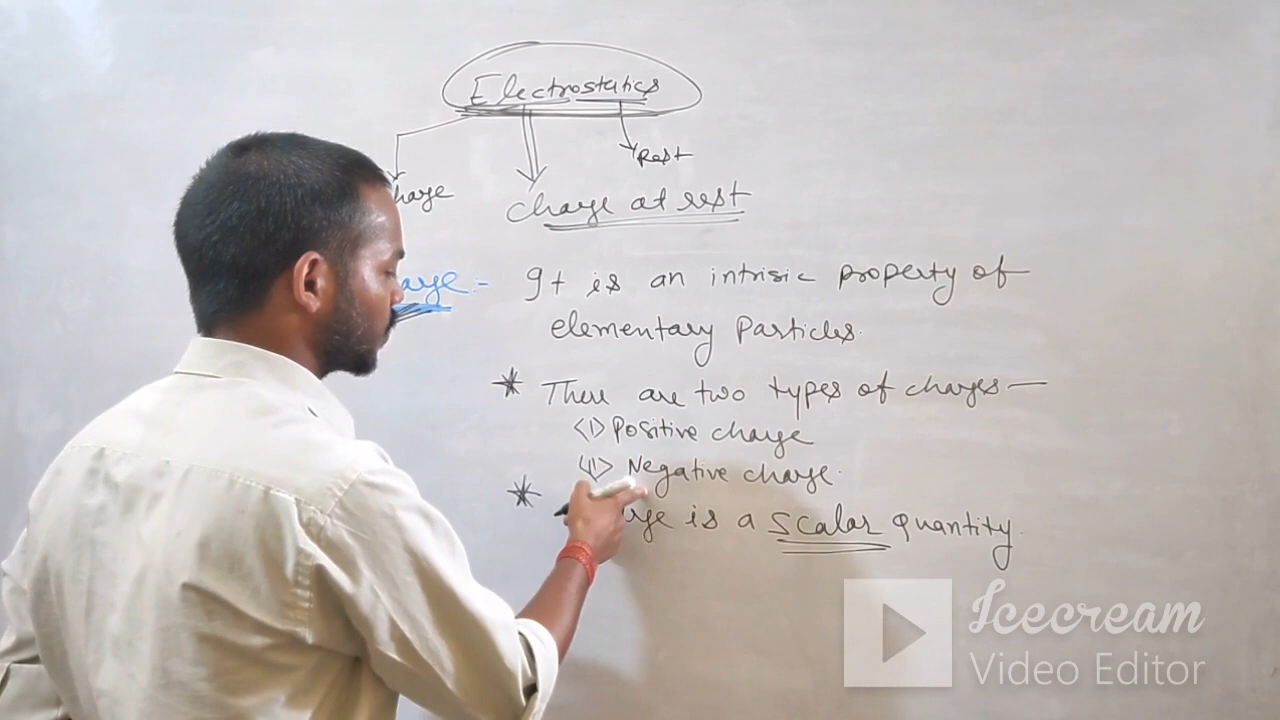 Electrostatics
Rest
charge at rest
It is an intrisic property of
elementary Particles.
* There are two types of charges —
<I> Positive charge
<II> Negative charge.
* is a scalar quantity.
Icecream
Video Editor